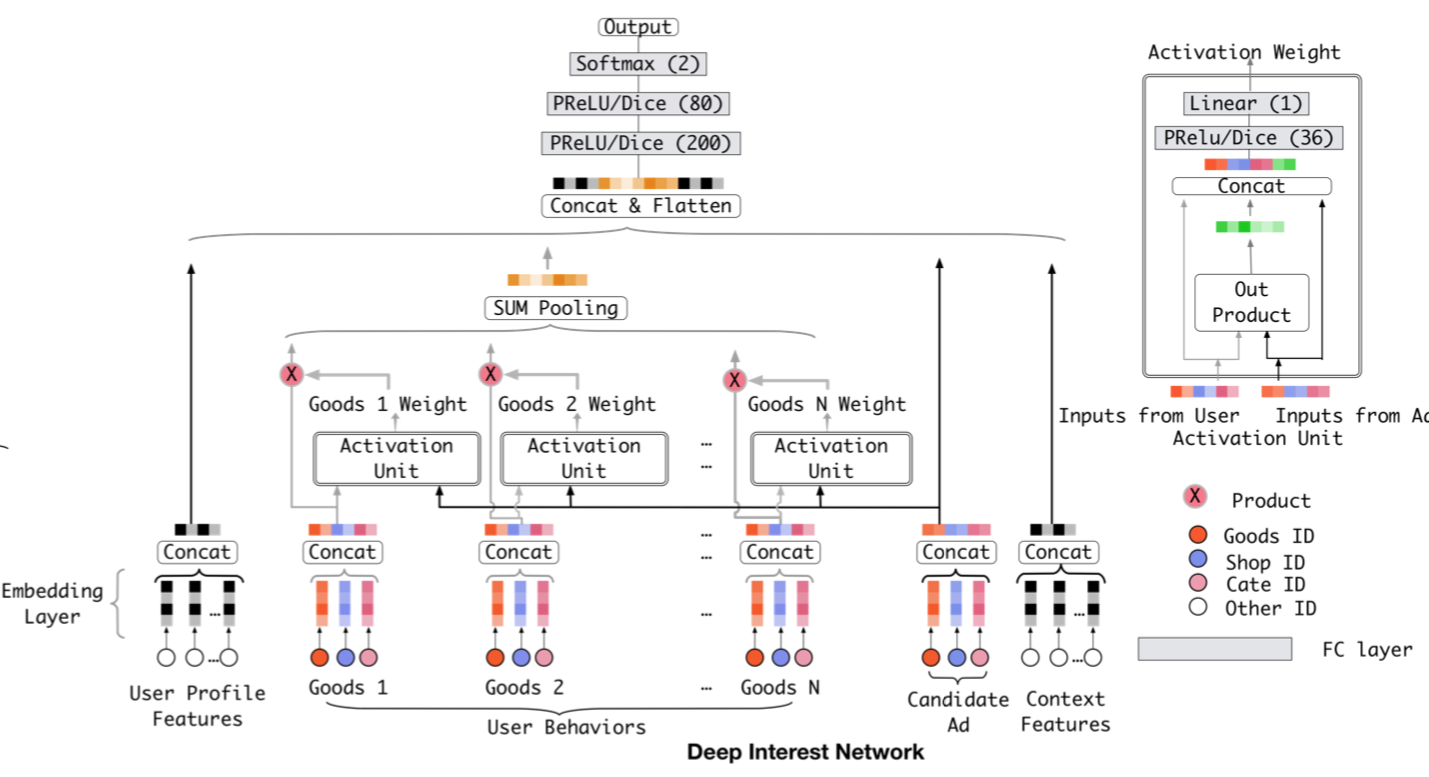 Output
Softmax (2)
PReLU/Dice (80)
PReLU/Dice (200)
Concat & Flatten
SUM Pooling
X
X
X
Goods 1 Weight
Goods 2 Weight
Goods N Weight
Activation
Unit
Activation
Unit
...
...
Activation
Unit
Concat
Concat
Concat
...
...
Concat
Concat
Concat
Embedding
Layer
...
...
...
...
...
User Profile
Features
Goods 1
Goods 2
...
Goods N
User Behaviors
Candidate
Ad
Context
Features
Deep Interest Network
Activation Weight
Linear (1)
PRelu/Dice (36)
Concat
Out
Product
Inputs from User
Inputs from
Activation Unit
X
Product
Goods ID
Shop ID
Cate ID
Other ID
FC layer